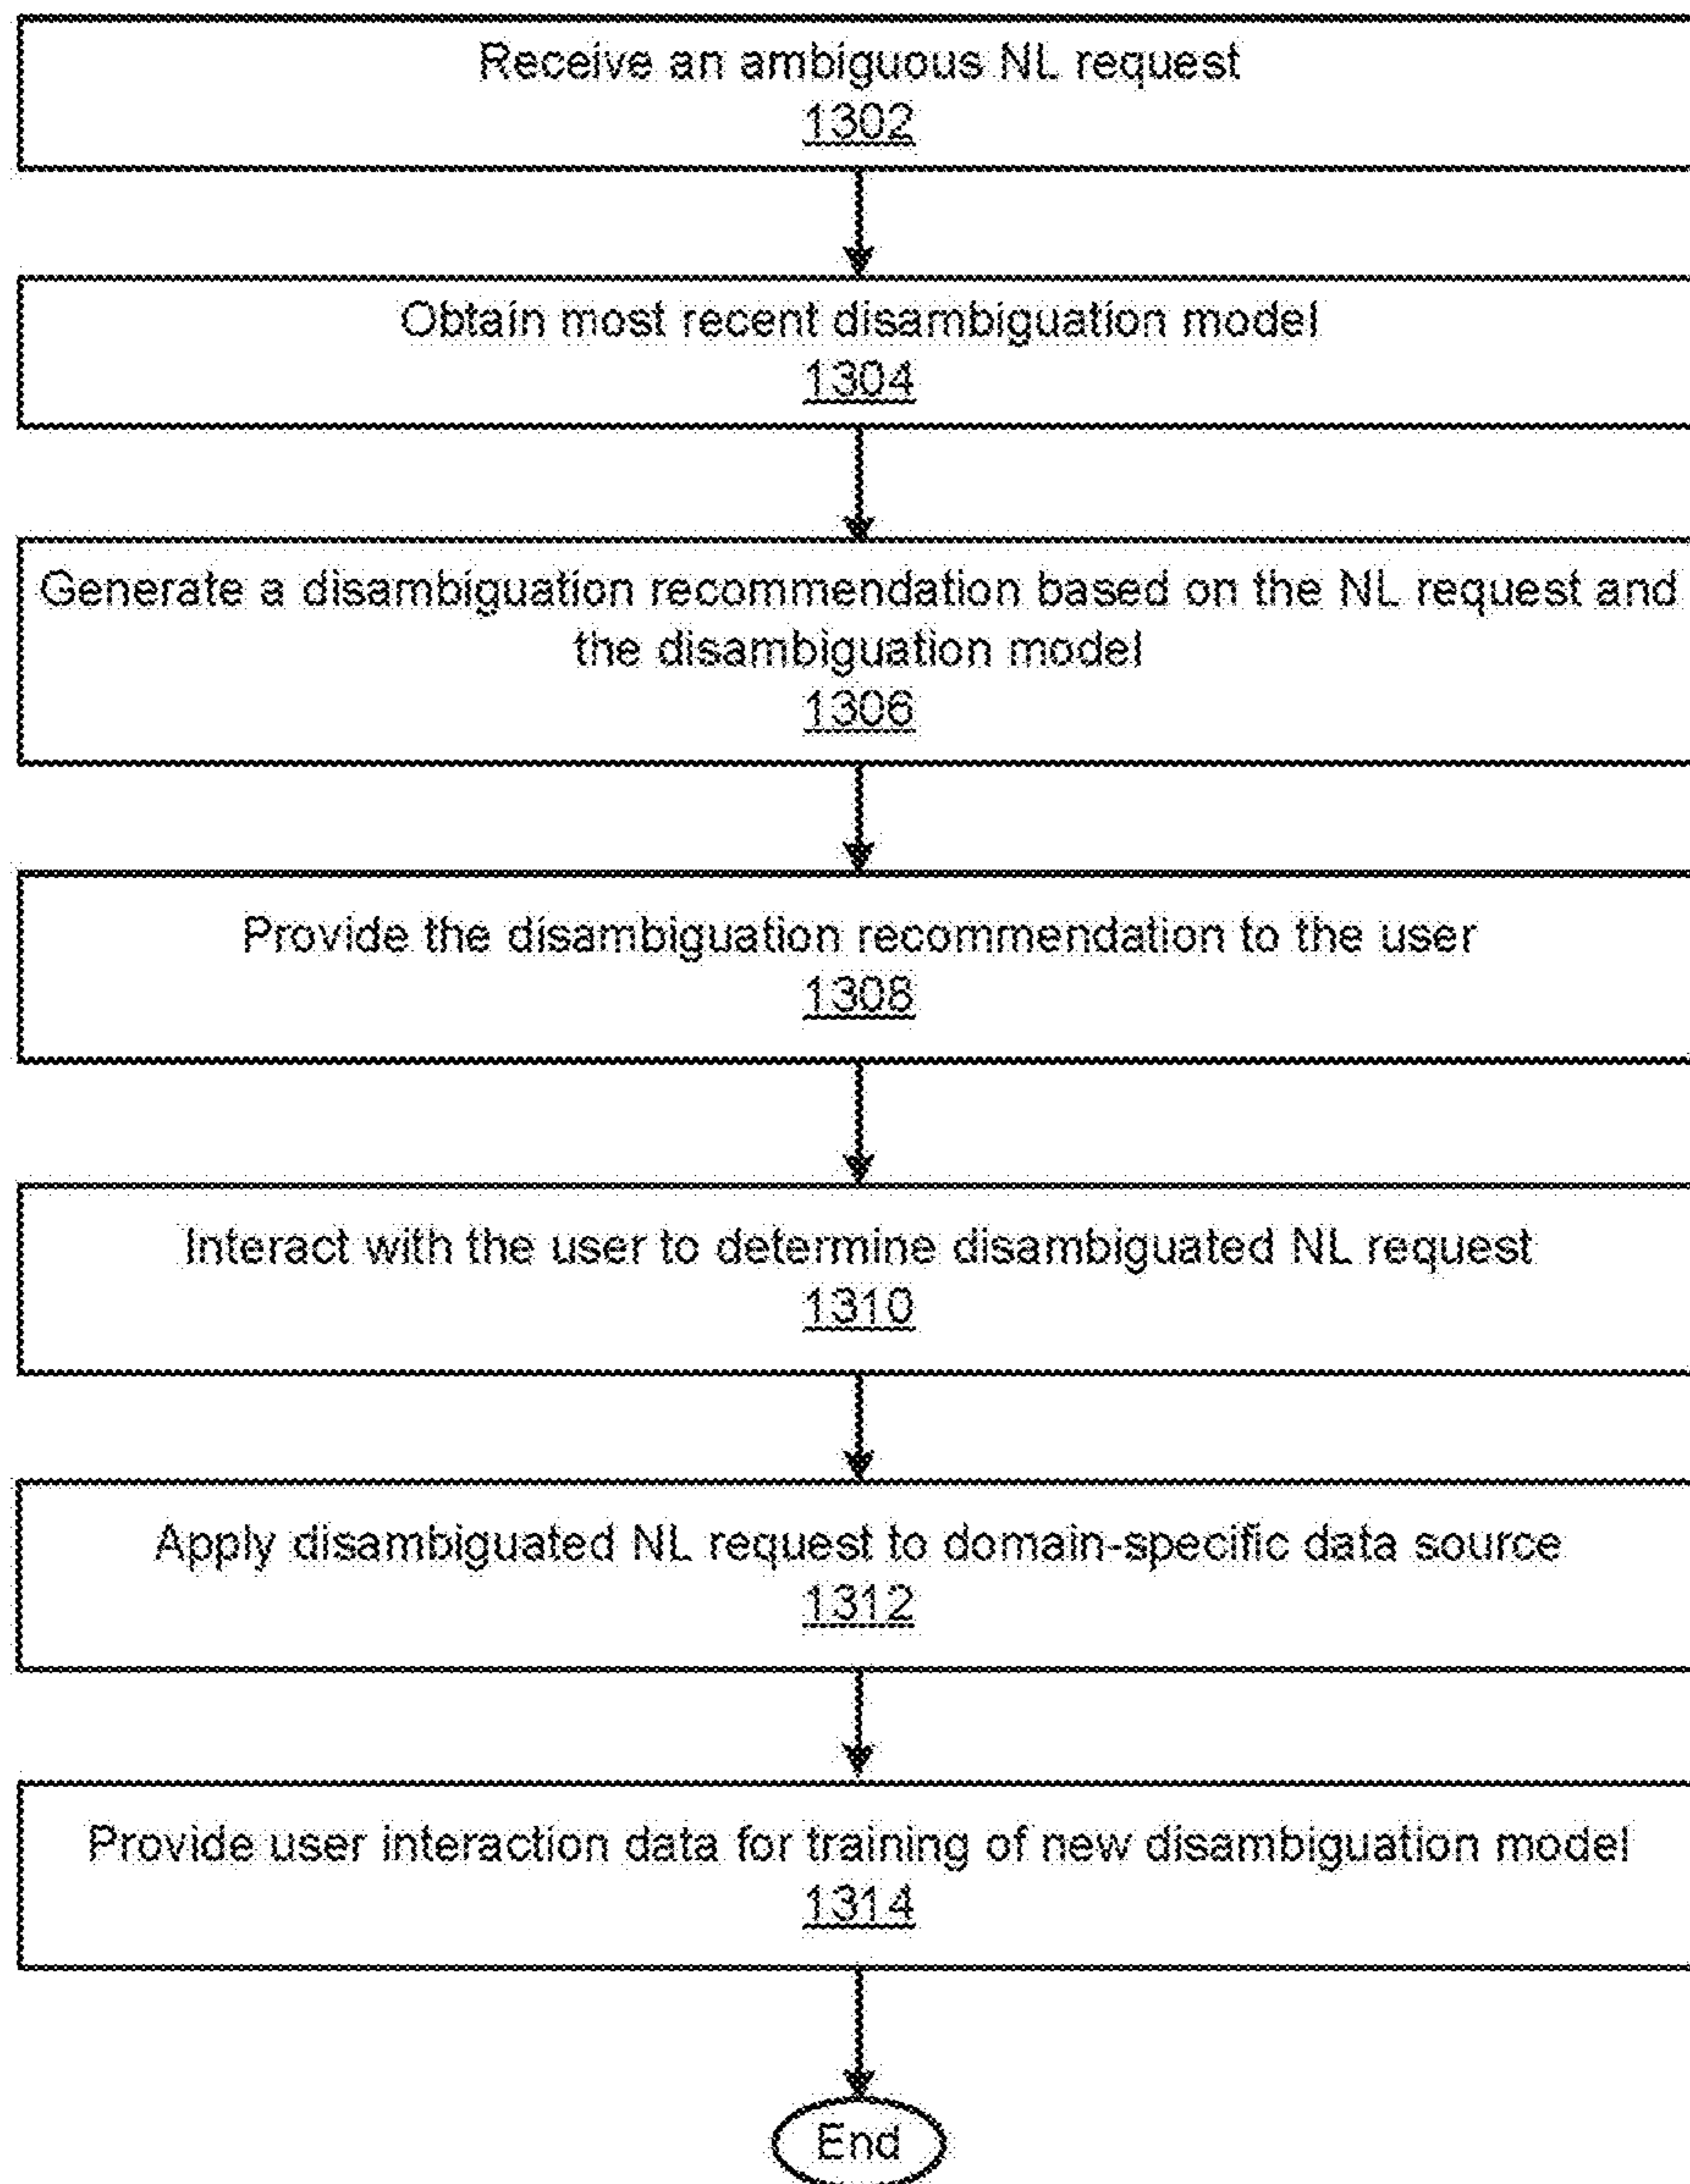 Receive an ambiguous NL request
1302
Obtain most recent disambiguation model
1304
Generate a disambiguation recommendation based on the NL request and
the disambiguation model
1306
Provide the disambiguation recommendation to the user
1308
Interact with the user to determine disambiguated NL request
1310
Apply disambiguated NL request to domain-specific data source
1312
Provide user interaction data for training of new disambiguation model
1314
End